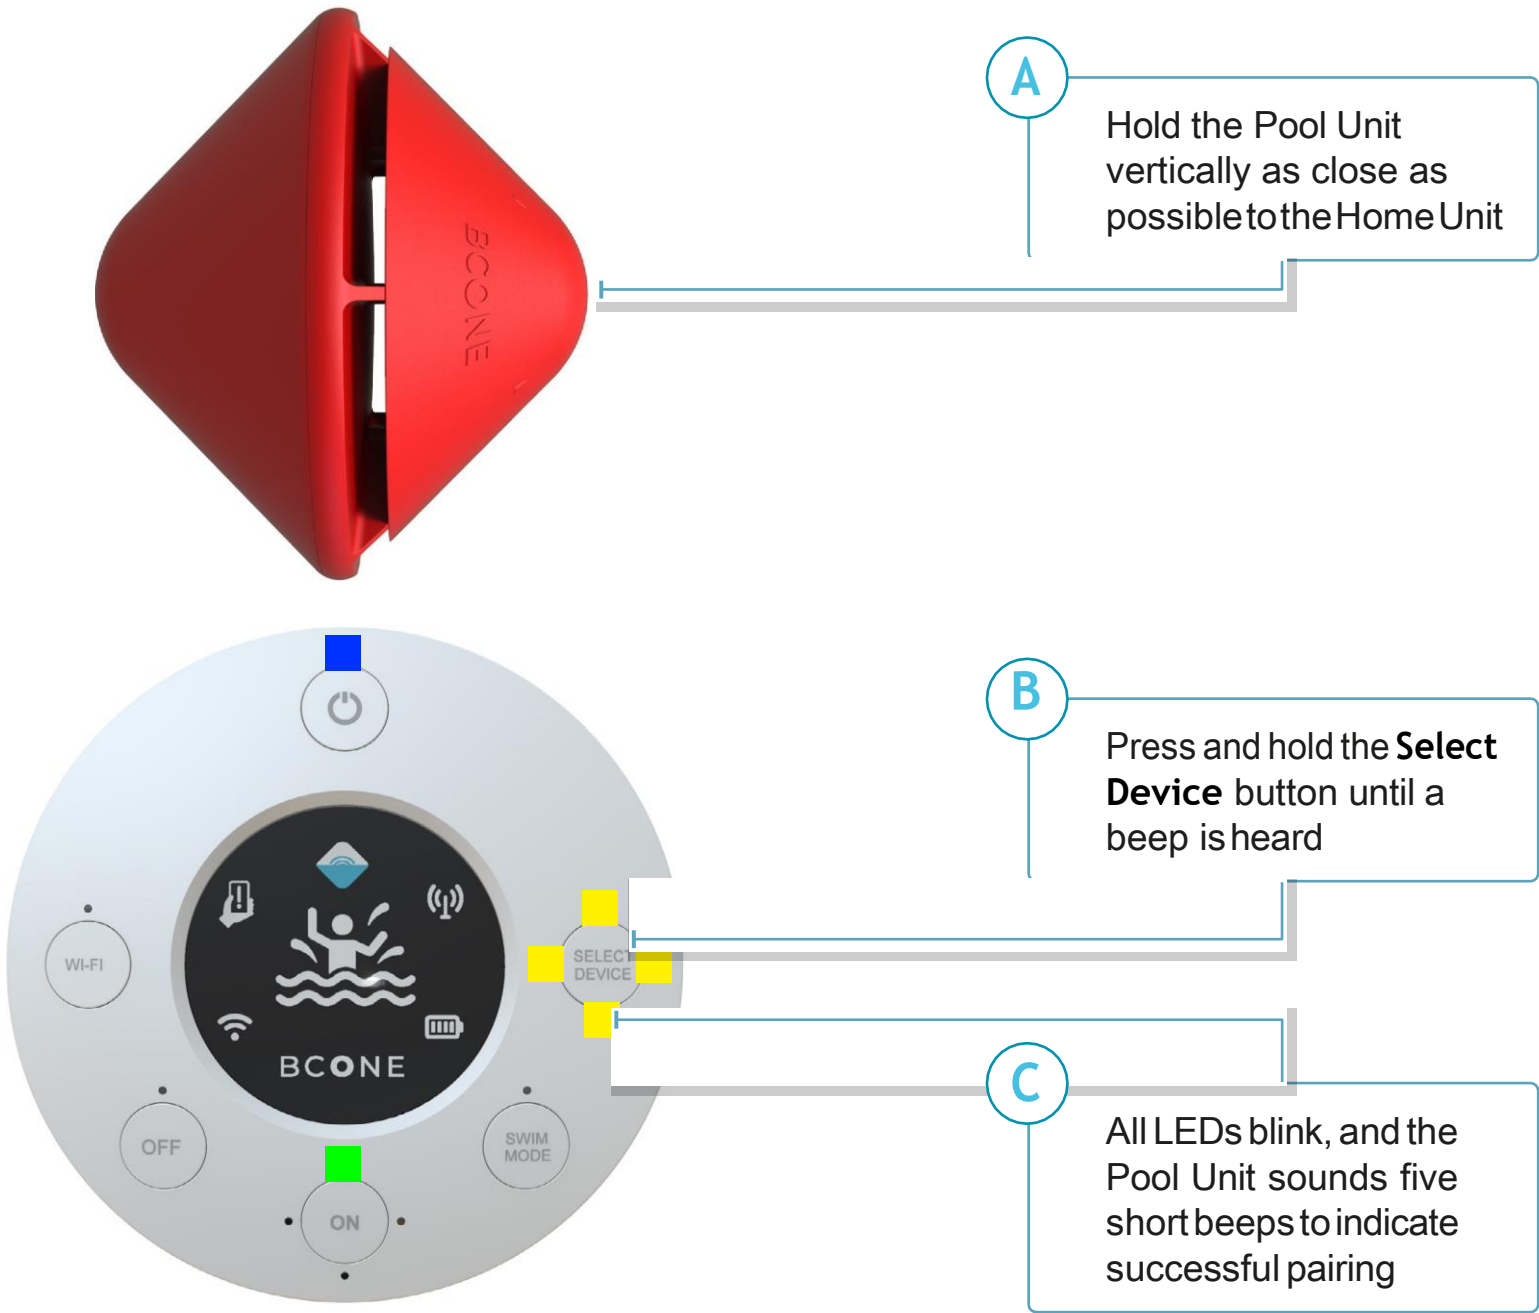 A
Hold the Pool Unit
vertically as close as
possible to the Home Unit
BCONE
B
Press and hold the Select
Device button until a
beep is heard
WI-FI
SELECT
DEVICE
BCONE
OFF
SWIM
MODE
ON
C
All LEDs blink, and the
Pool Unit sounds five
short beeps to indicate
successful pairing